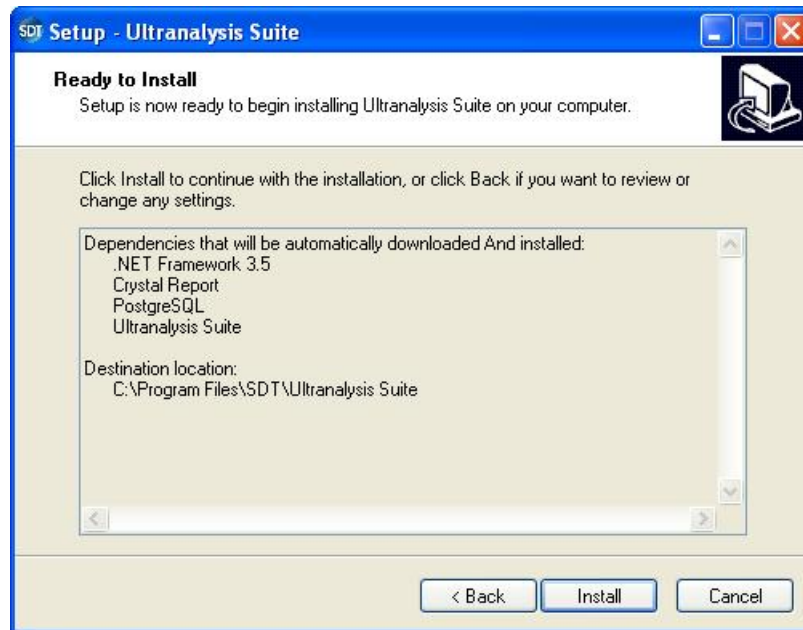 SDT Setup - Ultranalysis Suite
Ready to Install
Setup is now ready to begin installing Ultranalysis Suite on your computer.
Click Install to continue with the installation, or click Back if you want to review or
change any settings.
Dependencies that will be automatically downloaded And installed:
.NET Framework 3.5
Crystal Report
PostgreSQL
Ultranalysis Suite
Destination location:
C:\Program Files\SDT\Ultranalysis Suite
< Back Install Cancel